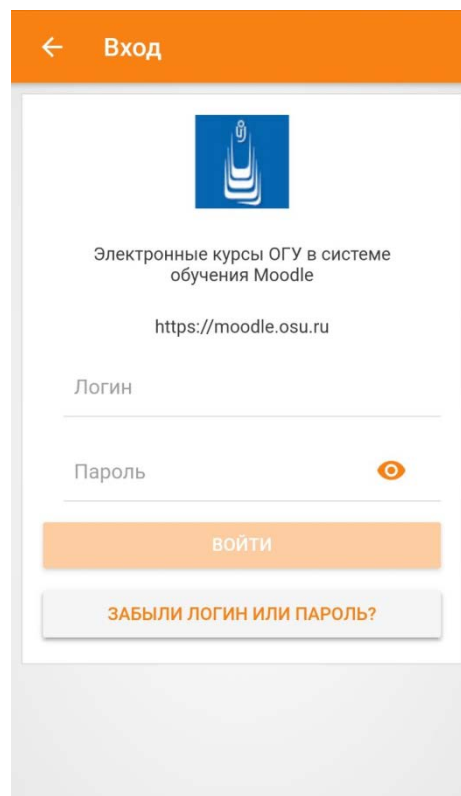 Вход
Электронные курсы ОГУ в системе
обучения Moodle
https://moodle.osu.ru
Логин
Пароль
ВОЙТИ
ЗАБЫЛИ ЛОГИН ИЛИ ПАРОЛЬ?